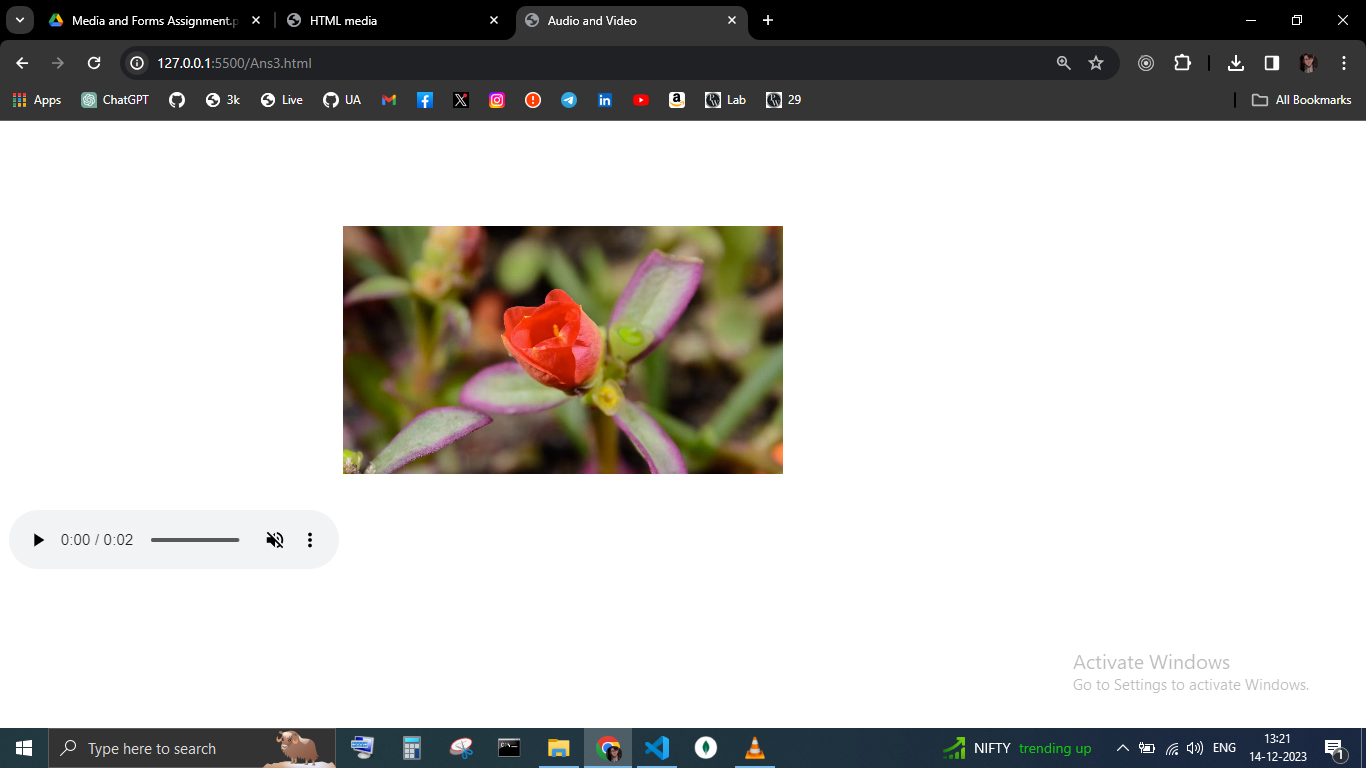 Media and Forms Assignment.p
HTML media
Audio and Video
127.0.0.1:5500/Ans3.html
Apps
ChatGPT
3k
Live
UA
Lab
29
All Bookmarks
0:00 / 0:02
Activate Windows
Go to Settings to activate Windows.
Type here to search
NIFTY trending up
ENG
13:21
14-12-2023
1